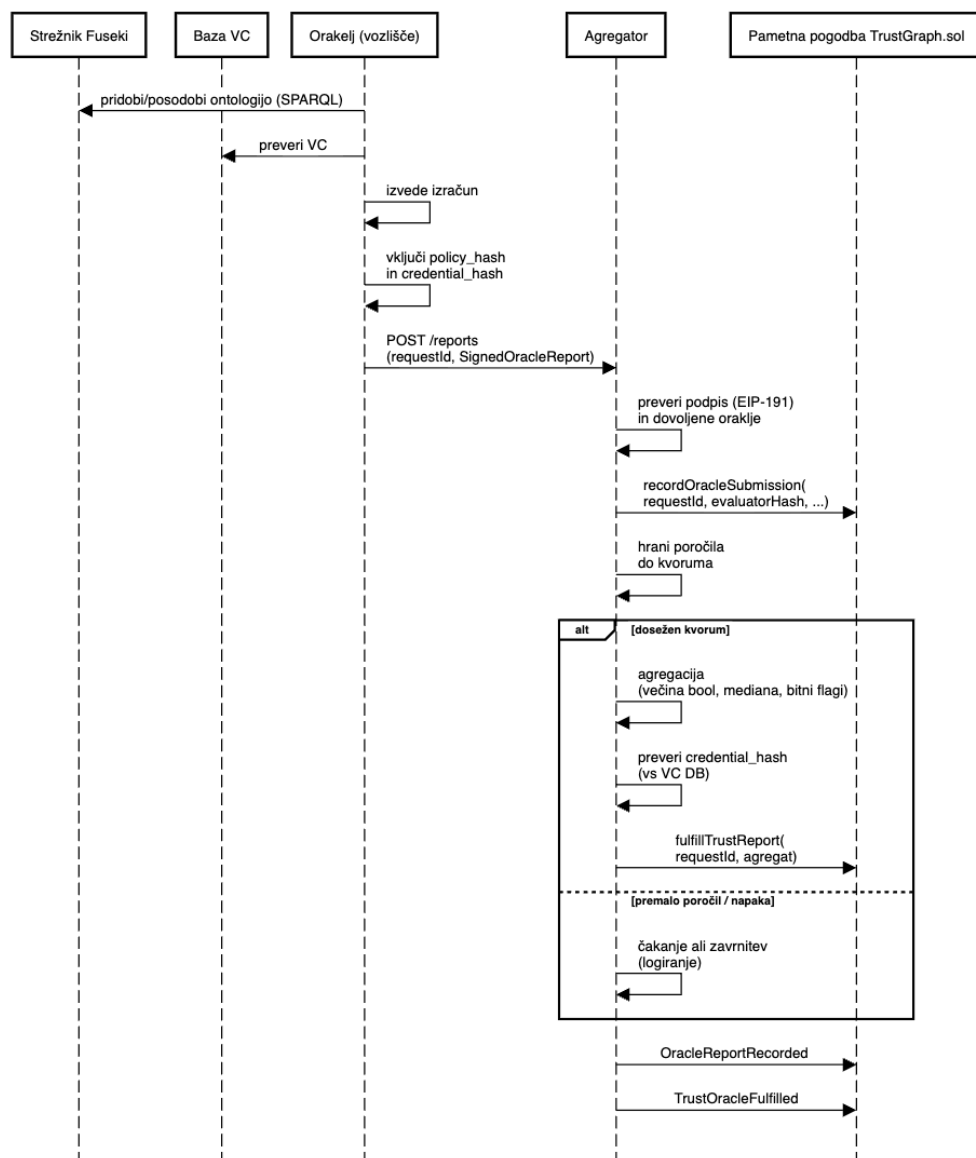 Strežnik Fuseki
Baza VC
Orakelj (vozlišče)
Agregator
Pametna pogodba TrustGraph.sol
pridobi/posodobi ontologijo (SPARQL)
preveri VC
izvede izračun
vključi policy_hash
in credential_hash
POST /reports
(requestId, SignedOracleReport)
preveri podpis (EIP-191)
in dovoljene oraklje
recordOracleSubmission(
requestId, evaluatorHash, ...)
hrani poročila
do kvoruma
alt
[dosežen kvorum]
agregacija
(večina bool, mediana, bitni flagi)
preveri credential_hash
(vs VC DB)
fulfillTrustReport(
requestId, agregat)
[premalo poročil / napaka]
čakanje ali zavrnitev
(logiranje)
OracleReportRecorded
TrustOracleFulfilled